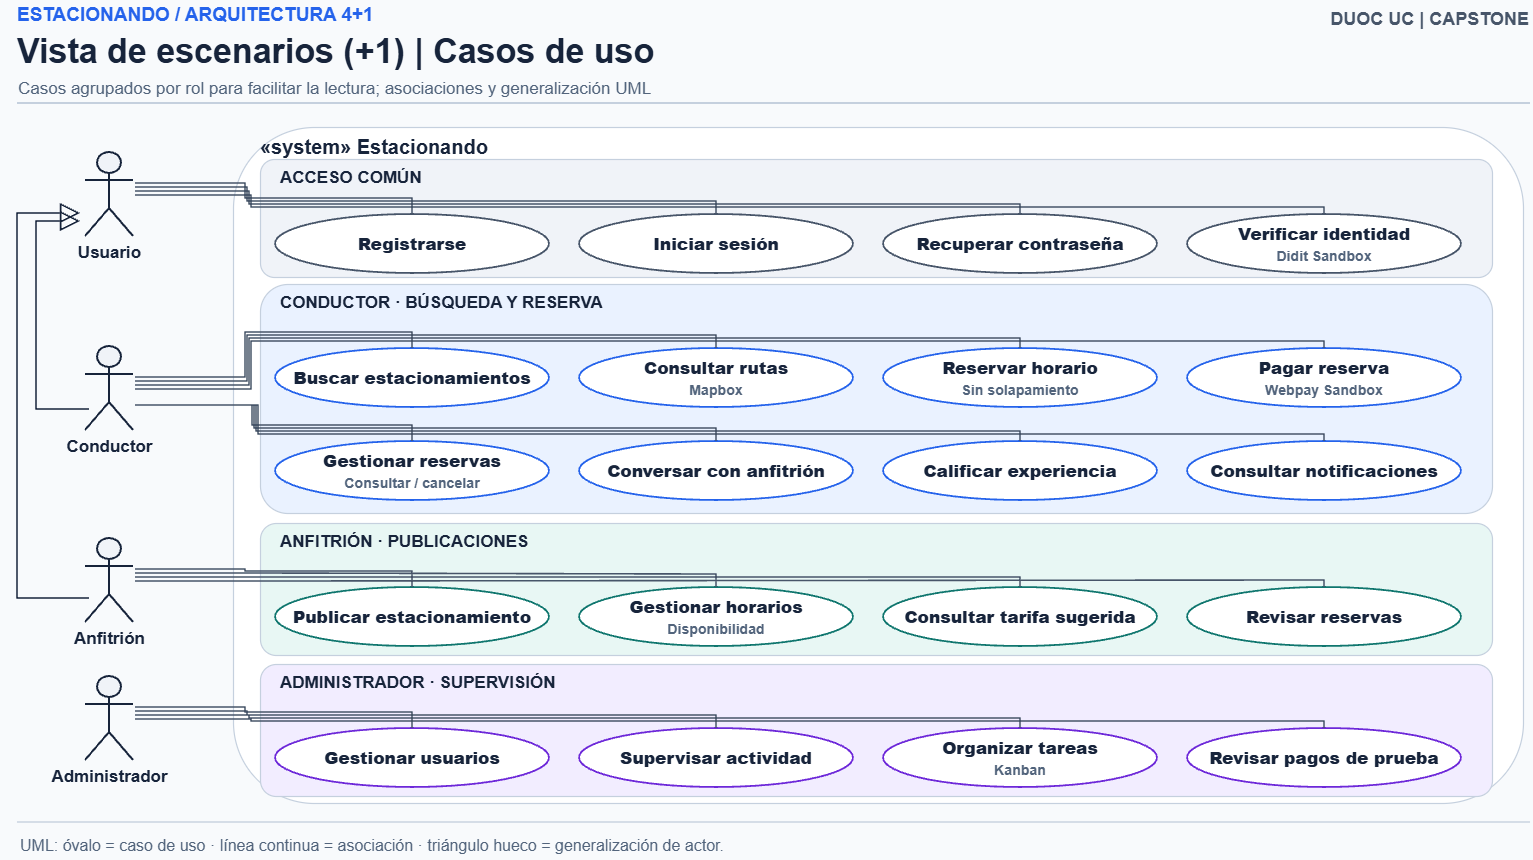 ESTACIONANDO / ARQUITECTURA 4+1
DUOC UC | CAPSTONE
Vista de escenarios (+1) | Casos de uso
Casos agrupados por rol para facilitar la lectura; asociaciones y generalización UML
«system» Estacionando
ACCESO COMÚN
Usuario
Registrarse
Iniciar sesión
Recuperar contraseña
Verificar identidad
Didit Sandbox
CONDUCTOR · BÚSQUEDA Y RESERVA
Conductor
Buscar estacionamientos
Consultar rutas
Mapbox
Reservar horario
Sin solapamiento
Pagar reserva
Webpay Sandbox
Gestionar reservas
Consultar / cancelar
Conversar con anfitrión
Calificar experiencia
Consultar notificaciones
ANFITRIÓN · PUBLICACIONES
Anfitrión
Publicar estacionamiento
Gestionar horarios
Disponibilidad
Consultar tarifa sugerida
Revisar reservas
ADMINISTRADOR · SUPERVISIÓN
Administrador
Gestionar usuarios
Supervisar actividad
Organizar tareas
Kanban
Revisar pagos de prueba
UML: óvalo = caso de uso · línea continua = asociación · triángulo hueco = generalización de actor.